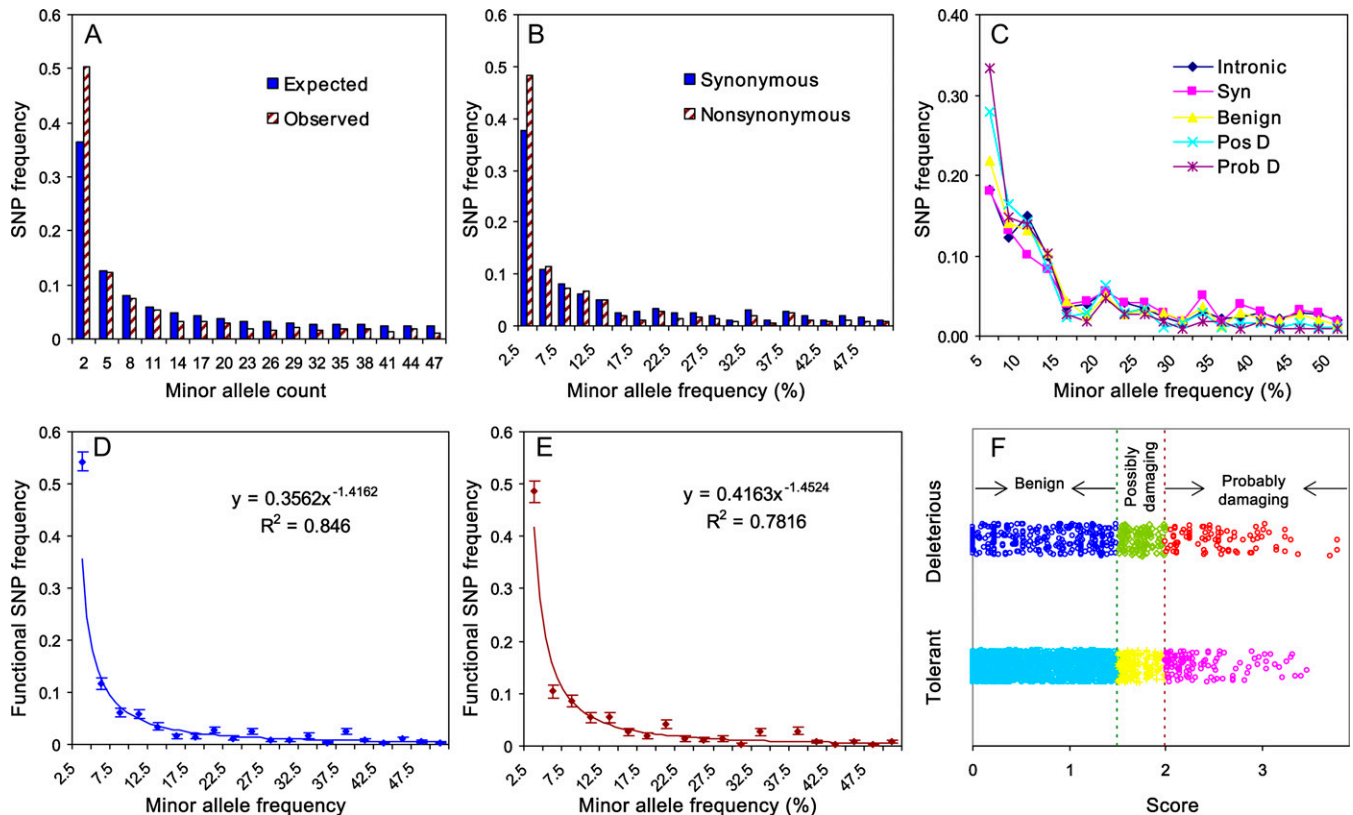 A
SNP frequency
0.6
0.5
0.4
0.3
0.2
0.1
0
Expected
Observed
2 5 8 11 14 17 20 23 26 29 32 35 38 41 44 47
Minor allele count
B
SNP frequency
0.6
0.5
0.4
0.3
0.2
0.1
0
Synonymous
Nonsynonymous
2.5 7.5 12.5 17.5 22.5 27.5 32.5 37.5 42.5 47.5
Minor allele frequency (%)
C
SNP frequency
0.40
0.30
0.20
0.10
0.00
Intronic
Syn
Benign
Pos D
Prob D
5 10 15 20 25 30 35 40 45 50
Minor allele frequency (%)
D
Functional SNP frequency
0.6
0.5
0.4
0.3
0.2
0.1
0
y = 0.3562x-1.4162
R2 = 0.846
2.5 7.5 12.5 17.5 22.5 27.5 32.5 37.5 42.5 47.5
Minor allele frequency
E
Functional SNP frequency
0.6
0.5
0.4
0.3
0.2
0.1
0
y = 0.4163x-1.4524
R2 = 0.7816
2.5 7.5 12.5 17.5 22.5 27.5 32.5 37.5 42.5 47.5
Minor allele frequency (%)
F
Benign
Possibly
damaging
Probably
damaging
Deleterious
Tolerant
0 1 2 3
Score